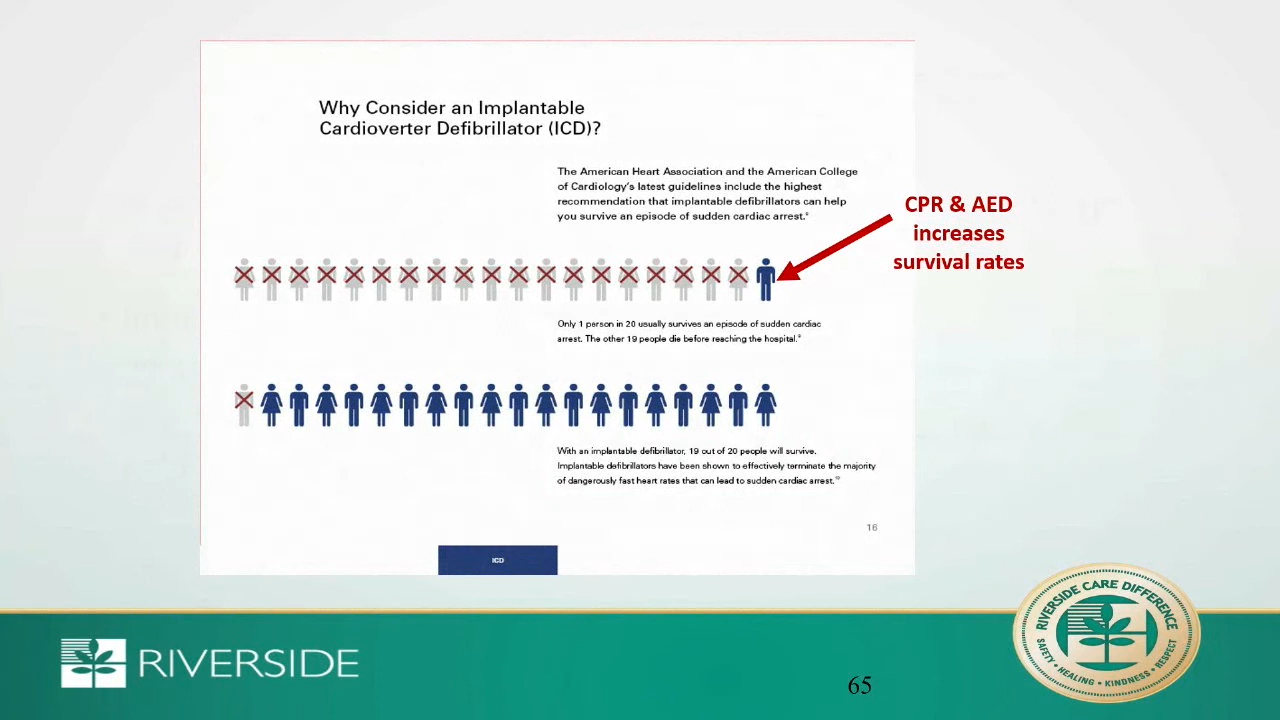 Why Consider an Implantable
Cardioverter Defibrillator (ICD)?
The American Heart Association and the American College
of Cardiology's latest guidelines include the highest
recommendation that implantable defibrillators can help
you survive an episode of sudden cardiac arrest.
CPR & AED
increases
survival rates
Only 1 person in 20 usually survives an episode of sudden cardiac
arrest. The other 19 people die before reaching the hospital.
With an implantable defibrillator, 19 out of 20 people will survive.
Implantable defibrillators have been shown to effectively terminate the majority
of dangerously fast heart rates that can lead to sudden cardiac arrest.¹⁰
16
ICD
RIVERSIDE
RIVERSIDE CARE DIFFERENCE
SAFETY • HEALING • KINDNESS • RESPECT
65